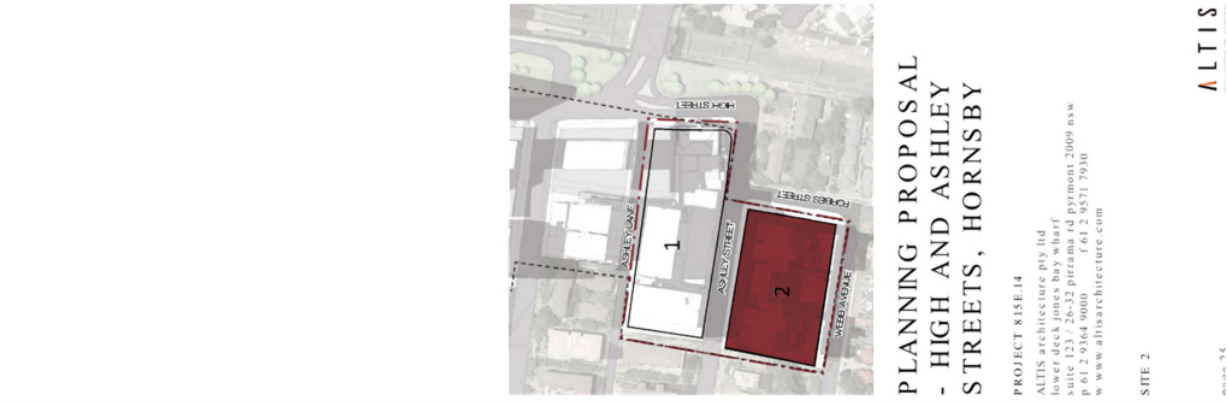 HIGH STREET
ASHLEY LANE
1
FORBES STREET
ASHLEY STREET
2
WEBB AVENUE
PLANNING PROPOSAL
- HIGH AND ASHLEY
STREETS, HORNSBY
PROJECT 815E.14
ALTIS architecture pty ltd
lower deck jones bay wharf
suite 123 / 26-32 pirrama rd pyrmont 2009 nsw
p 61 2 9364 9000 f 61 2 9571 7930
w www.altisarchitecture.com
SITE 2
ALTIS